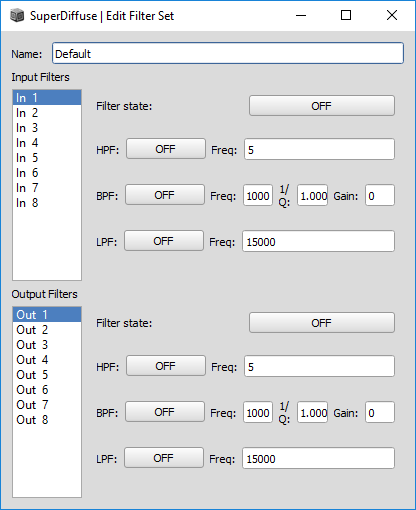 SuperDiffuse | Edit Filter Set
Name: Default
Input Filters
In 1
In 2
In 3
In 4
In 5
In 6
In 7
In 8
Filter state: OFF
HPF: OFF Freq: 5
BPF: OFF Freq: 1000 1/Q: 1.000 Gain: 0
LPF: OFF Freq: 15000
Output Filters
Out 1
Out 2
Out 3
Out 4
Out 5
Out 6
Out 7
Out 8
Filter state: OFF
HPF: OFF Freq: 5
BPF: OFF Freq: 1000 1/Q: 1.000 Gain: 0
LPF: OFF Freq: 15000